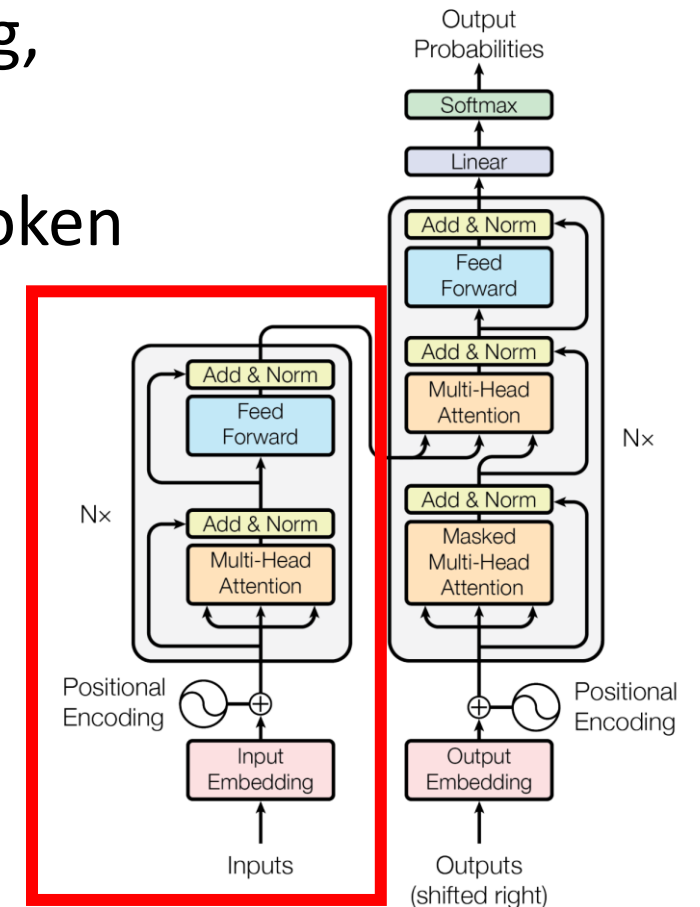 g,
oken
Output
Probabilities
Softmax
Linear
Add & Norm
Feed
Forward
Add & Norm
Multi-Head
Attention
Nx
Add & Norm
Masked
Multi-Head
Attention
Positional
Encoding
Output
Embedding
Outputs
(shifted right)
Add & Norm
Feed
Forward
Nx
Add & Norm
Multi-Head
Attention
Positional
Encoding
Input
Embedding
Inputs